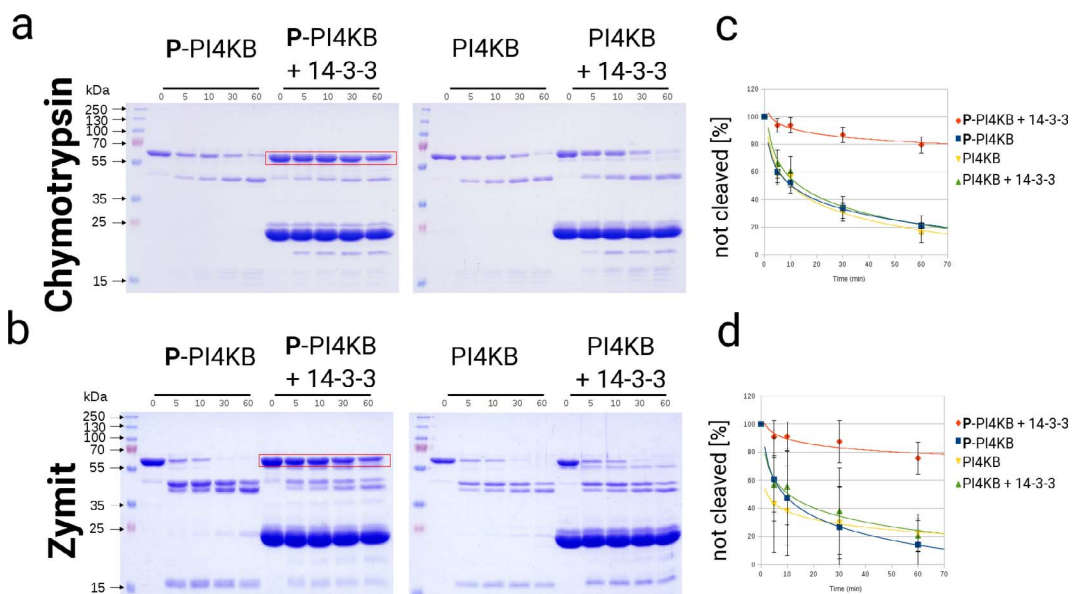 a
Chymotrypsin
P-PI4KB
P-PI4KB
+ 14-3-3
PI4KB
PI4KB
+ 14-3-3
kDa
0 5 10 30 60 0 5 10 30 60 0 5 10 30 60 0 5 10 30 60
250
130
100
70
55
35
25
15
c
not cleaved [%]
120
100
80
60
40
20
0
0 10 20 30 40 50 60 70
Time (min)
P-PI4KB + 14-3-3
P-PI4KB
PI4KB
PI4KB + 14-3-3
b
Zymit
P-PI4KB
P-PI4KB
+ 14-3-3
PI4KB
PI4KB
+ 14-3-3
kDa
0 5 10 30 60 0 5 10 30 60 0 5 10 30 60 0 5 10 30 60
250
130
100
70
55
35
25
15
d
not cleaved [%]
120
100
80
60
40
20
0
0 10 20 30 40 50 60 70
Time (min)
P-PI4KB + 14-3-3
P-PI4KB
PI4KB
PI4KB + 14-3-3